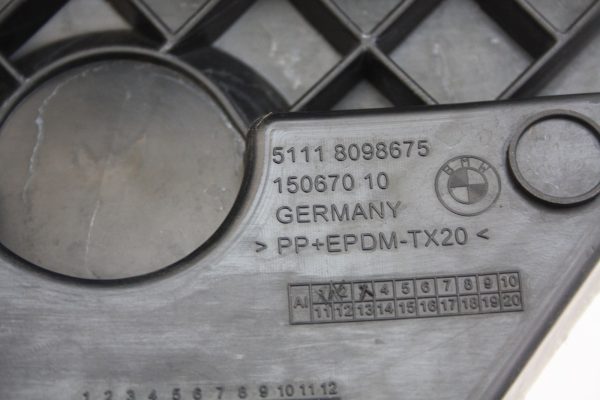 5111 8098675
150670 10
GERMANY
> PP+EPDM-TX20 <
BMW
AI 4 5 6 7 8 9 10
11 12 13 14 15 16 17 18 19 20
1 2 3 4 5 6 7 8 9 10 11 12